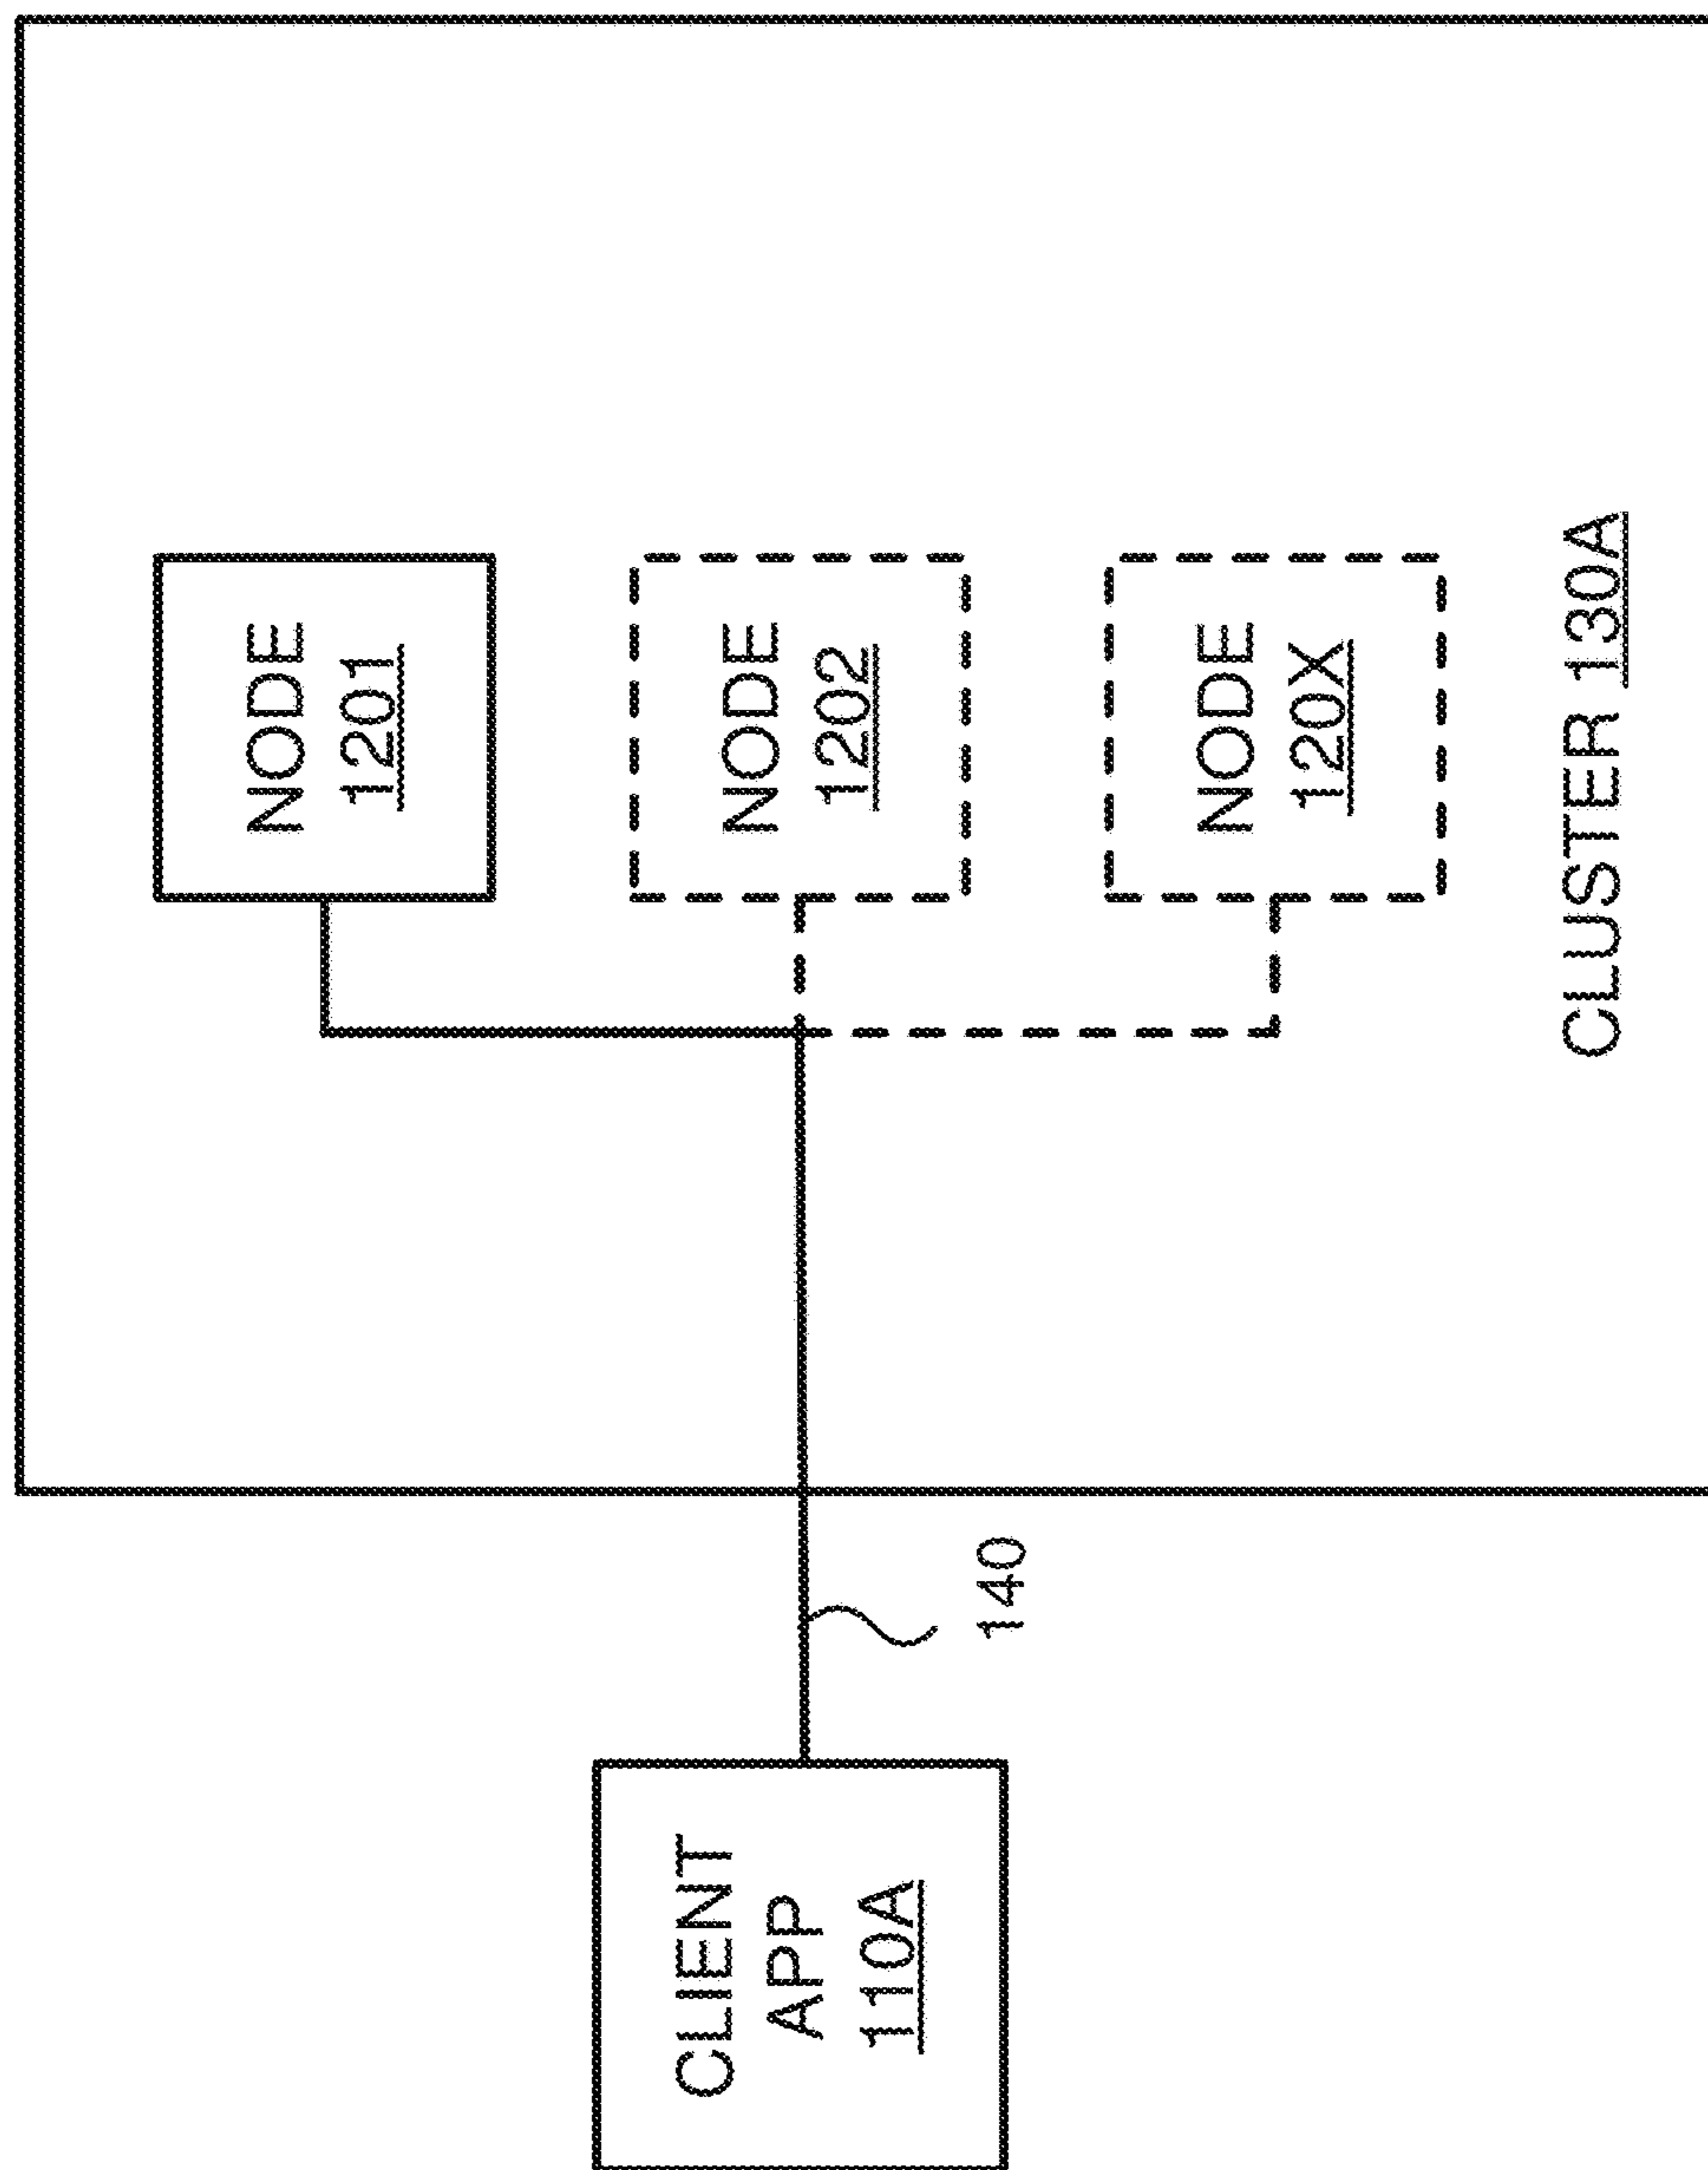 CLIENT
APP
110A
140
NODE
1201
NODE
1202
NODE
120X
CLUSTER 130A